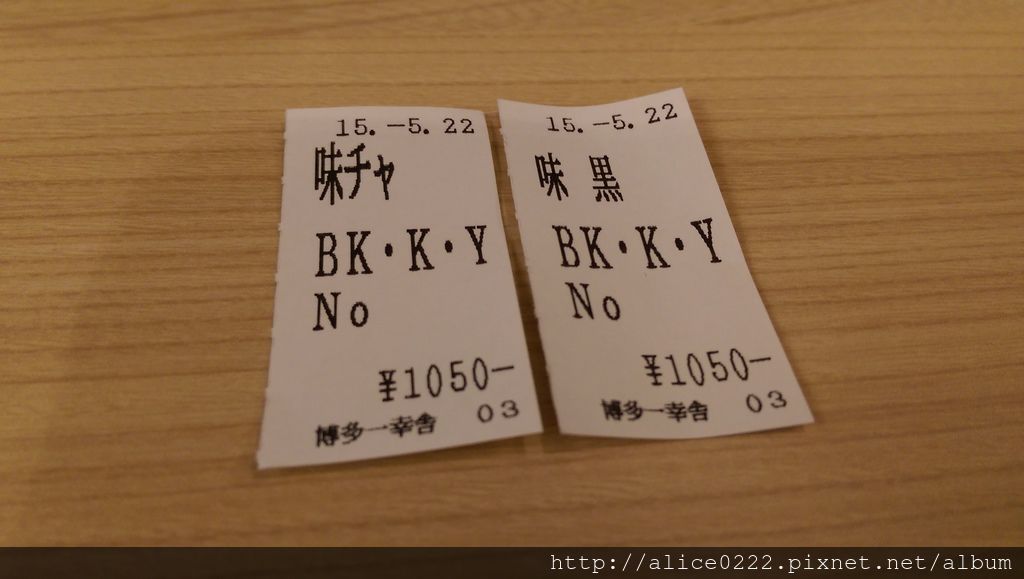 15.-5.22
味チャ
BK・K・Y
No
¥1050-
博多一幸舎 03
15.-5.22
味 黒
BK・K・Y
No
¥1050-
博多一幸舎 03
http://alice0222.pixnet.net/album